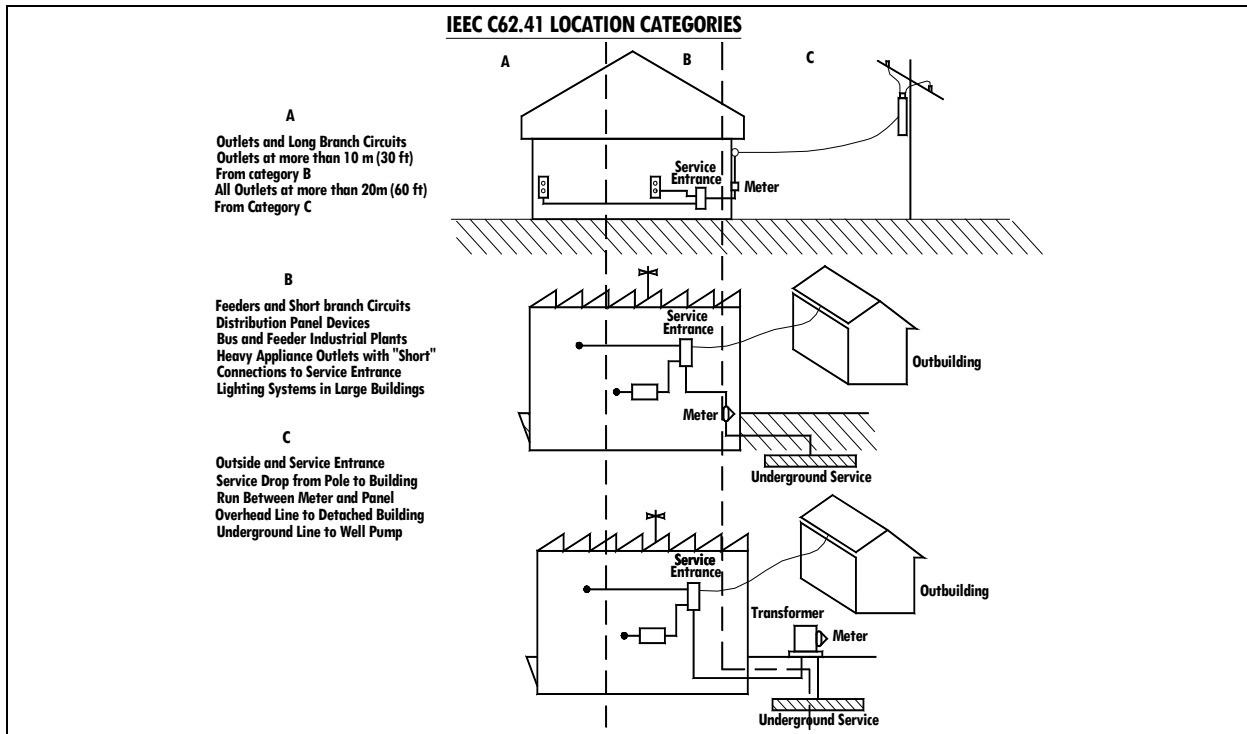 IEEC C62.41 LOCATION CATEGORIES
A
B
C
A
Outlets and Long Branch Circuits
Outlets at more than 10 m (30 ft)
From category B
All Outlets at more than 20m (60 ft)
From Category C
Service
Entrance
Meter
B
Feeders and Short branch Circuits
Distribution Panel Devices
Bus and Feeder Industrial Plants
Heavy Appliance Outlets with "Short"
Connections to Service Entrance
Lighting Systems in Large Buildings
Service
Entrance
Outbuilding
Meter
Underground Service
C
Outside and Service Entrance
Service Drop from Pole to Building
Run Between Meter and Panel
Overhead Line to Detached Building
Underground Line to Well Pump
Service
Entrance
Outbuilding
Transformer
Meter
Underground Service